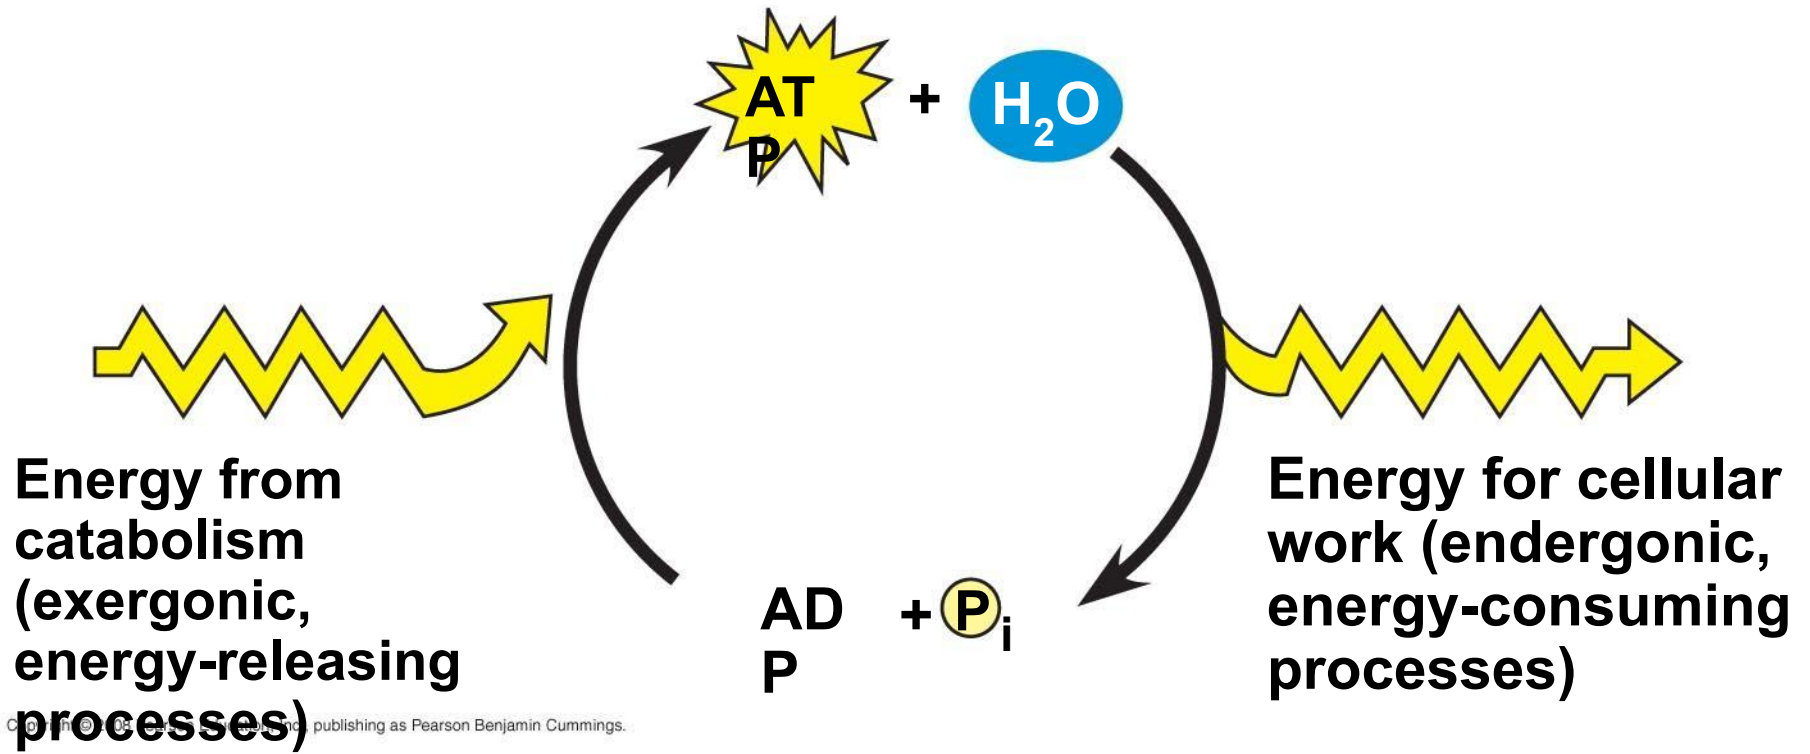 AT
P
+
H2O
Energy from
catabolism
(exergonic,
energy-releasing
processes)
AD
P
+ Pi
Energy for cellular
work (endergonic,
energy-consuming
processes)
publishing as Pearson Benjamin Cummings.